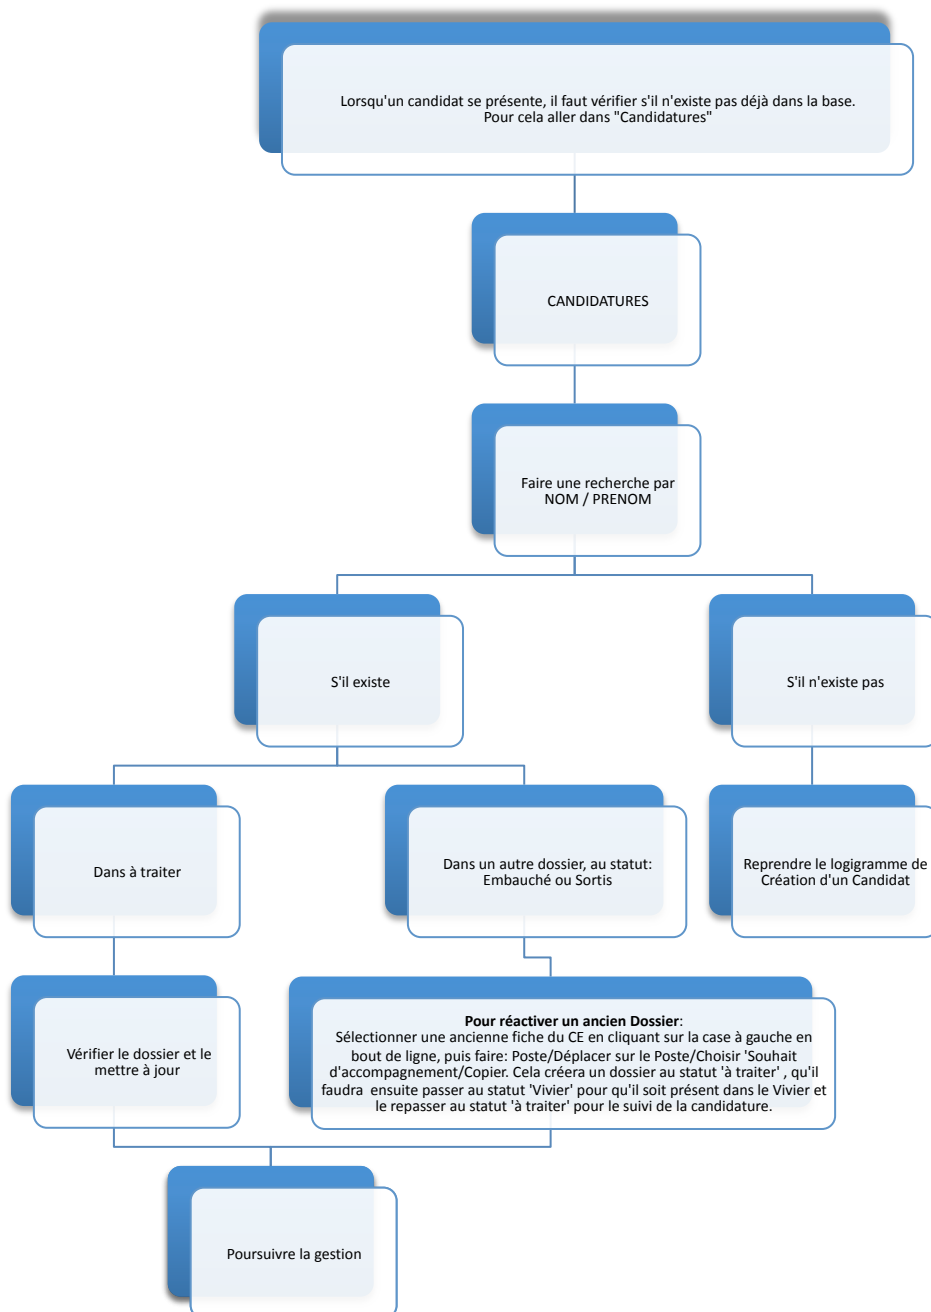 Lorsqu'un candidat se présente, il faut vérifier s'il n'existe pas déjà dans la base.
Pour cela aller dans "Candidatures"
CANDIDATURES
Faire une recherche par
NOM / PRENOM
S'il existe
S'il n'existe pas
Dans à traiter
Dans un autre dossier, au statut:
Embauché ou Sortis
Reprendre le logigramme de
Création d'un Candidat
Vérifier le dossier et le
mettre à jour
Pour réactiver un ancien Dossier:
Sélectionner une ancienne fiche du CE en cliquant sur la case à gauche en
bout de ligne, puis faire: Poste/Déplacer sur le Poste/Choisir 'Souhait
d'accompagnement/Copier. Cela créera un dossier au statut 'à traiter' , qu'il
faudra ensuite passer au statut 'Vivier' pour qu'il soit présent dans le Vivier et
le repasser au statut 'à traiter' pour le suivi de la candidature.
Poursuivre la gestion